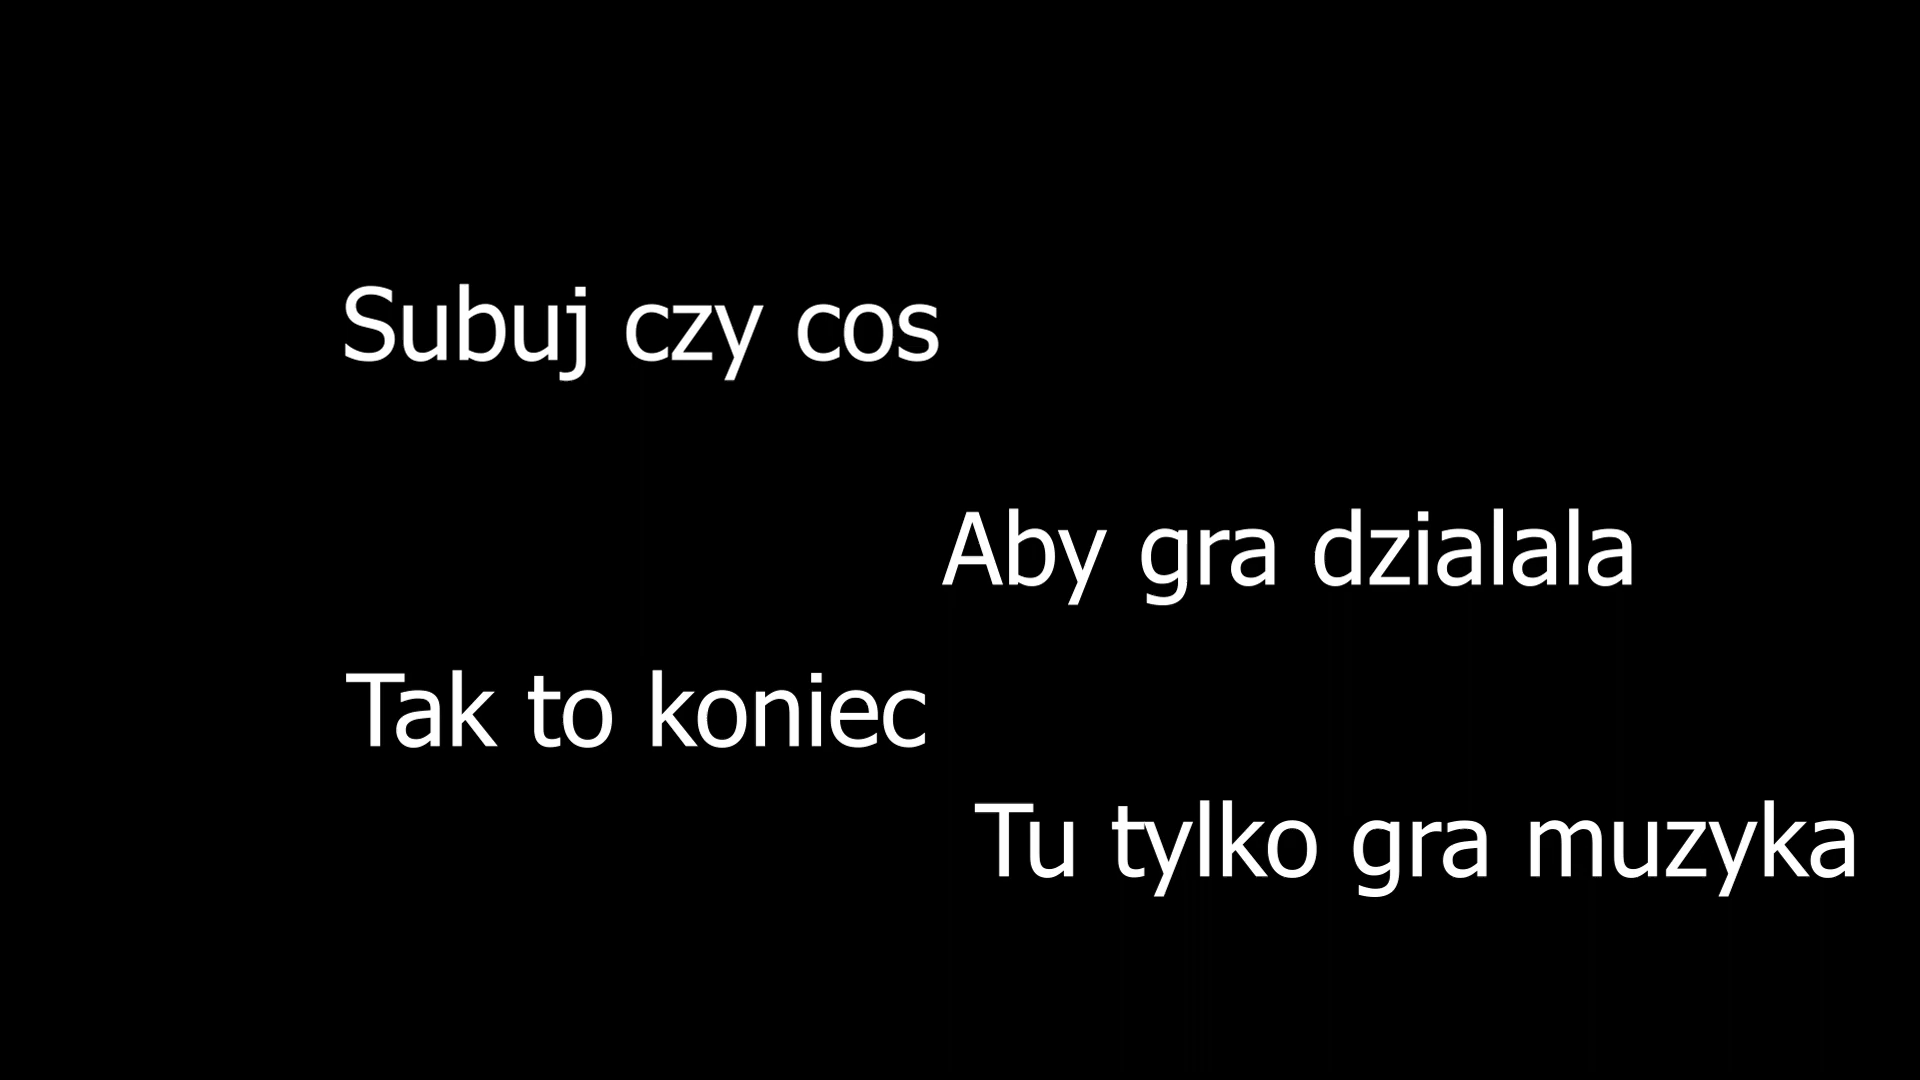 Subuj czy cos
Aby gra dzialala
Tak to koniec
Tu tylko gra muzyka